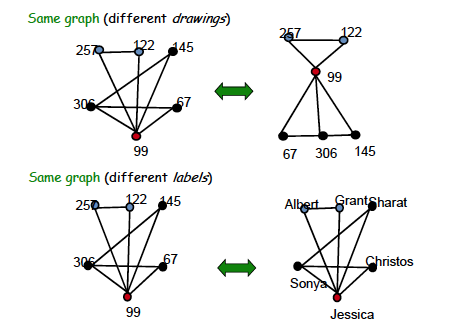 Same graph (different drawings)
257 122 145
306 67
99
257 122
99
67 306 145
Same graph (different labels)
257 122 145
306 67
99
Albert Grant Sharat
Christos
Sonya
Jessica